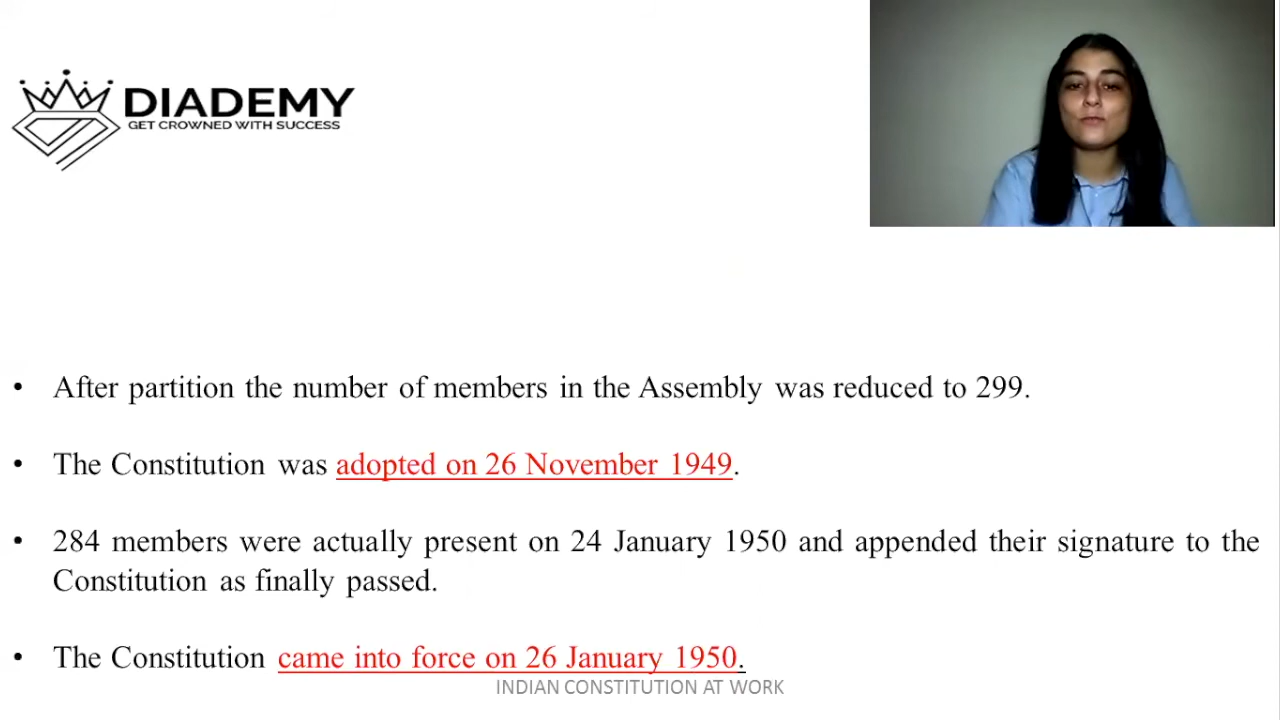 DIADEMY
GET CROWNED WITH SUCCESS
• After partition the number of members in the Assembly was reduced to 299.
• The Constitution was adopted on 26 November 1949.
• 284 members were actually present on 24 January 1950 and appended their signature to the
Constitution as finally passed.
• The Constitution came into force on 26 January 1950.
INDIAN CONSTITUTION AT WORK